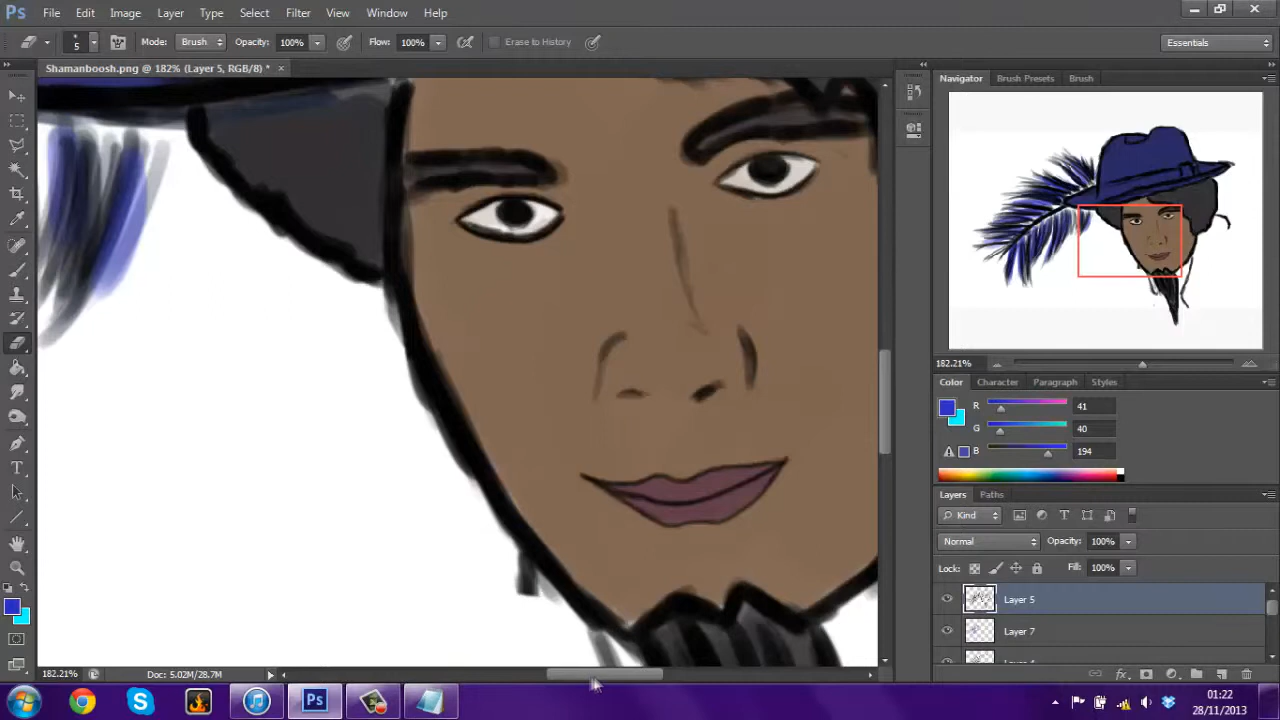 Ps File Edit Image Layer Type Select Filter View Window Help
5 Mode: Brush Opacity: 100% Flow: 100% Erase to History Essentials
Shamanboosh.png @ 182% (Layer 5, RGB/8) * ×
Navigator Brush Presets Brush
182.21%
Color Character Paragraph Styles
R 41
G 40
B 194
Layers Paths
Kind
Normal Opacity: 100%
Lock: Fill: 100%
Layer 5
Layer 7
182.21% Doc: 5.02M/28.7M
Ps
01:22
28/11/2013